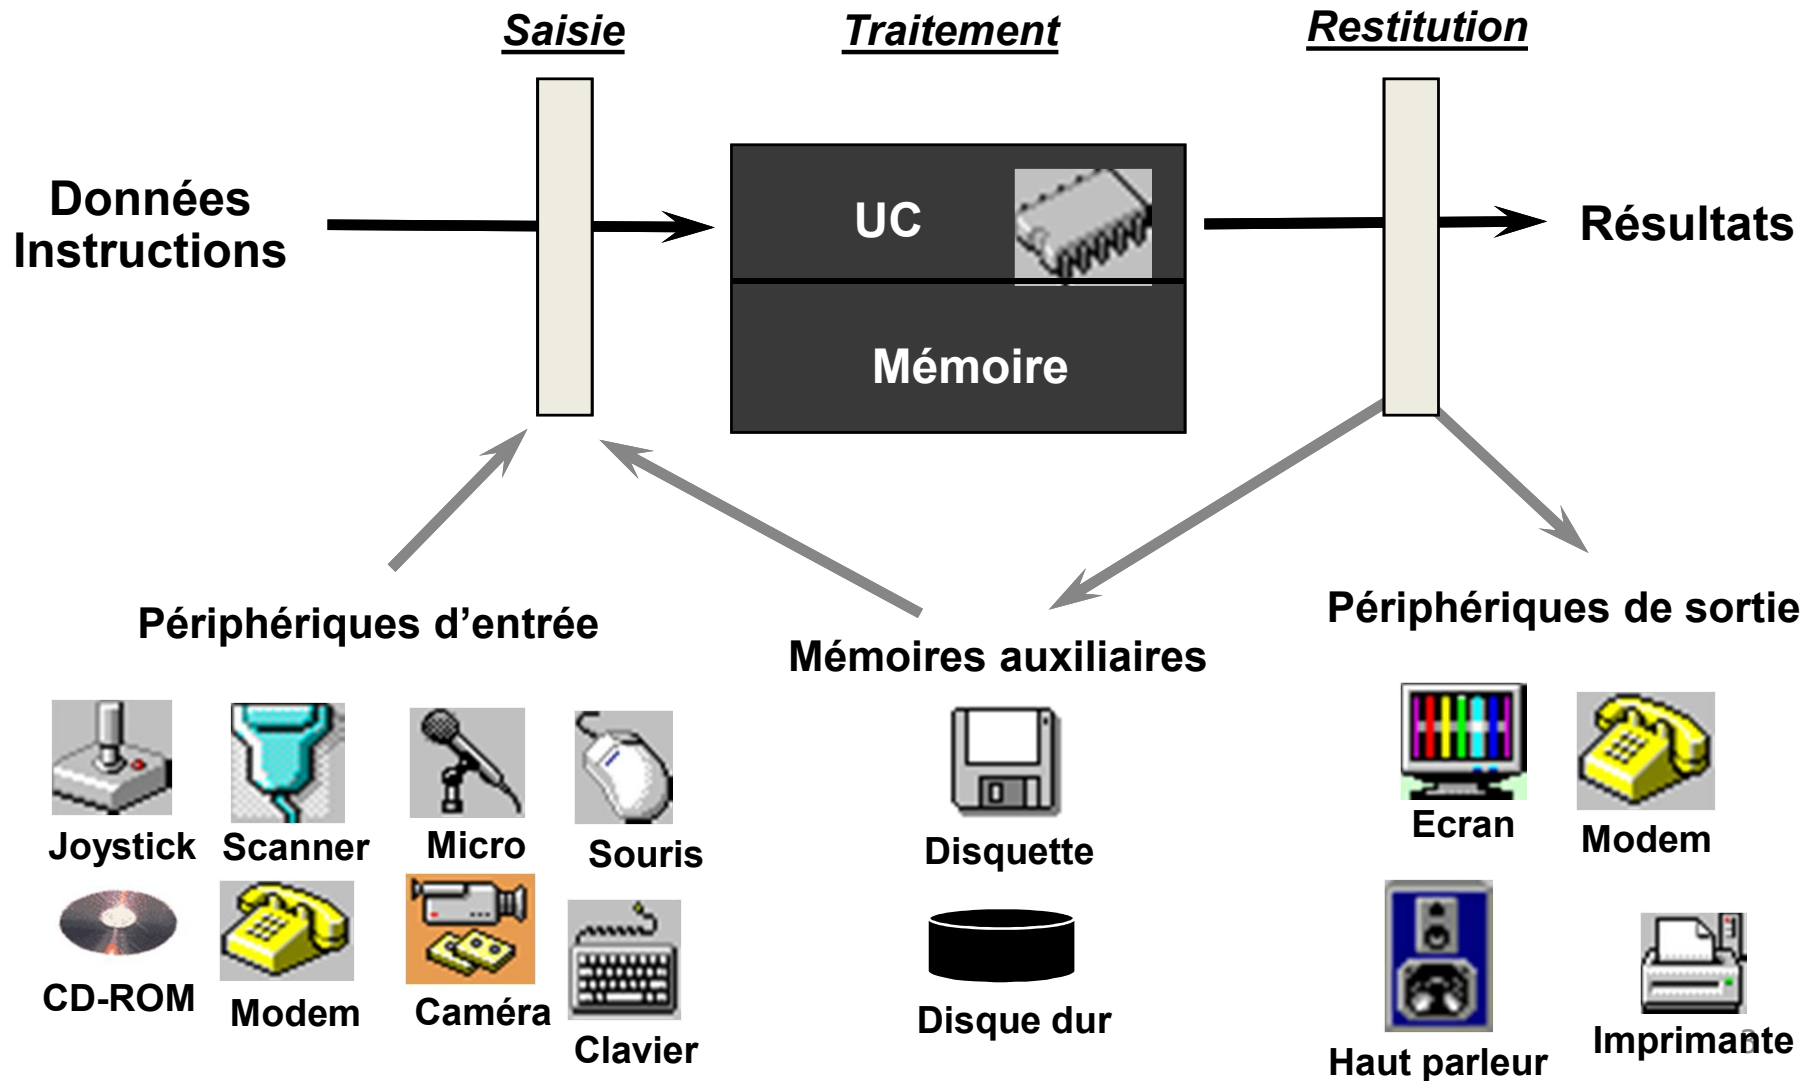 Saisie
Traitement
Restitution
Données
Instructions
UC
Mémoire
Résultats
Périphériques d’entrée
Mémoires auxiliaires
Périphériques de sortie
Joystick
Scanner
Micro
Souris
CD-ROM
Modem
Caméra
Clavier
Disquette
Disque dur
Ecran
Modem
Haut parleur
Imprimante
3